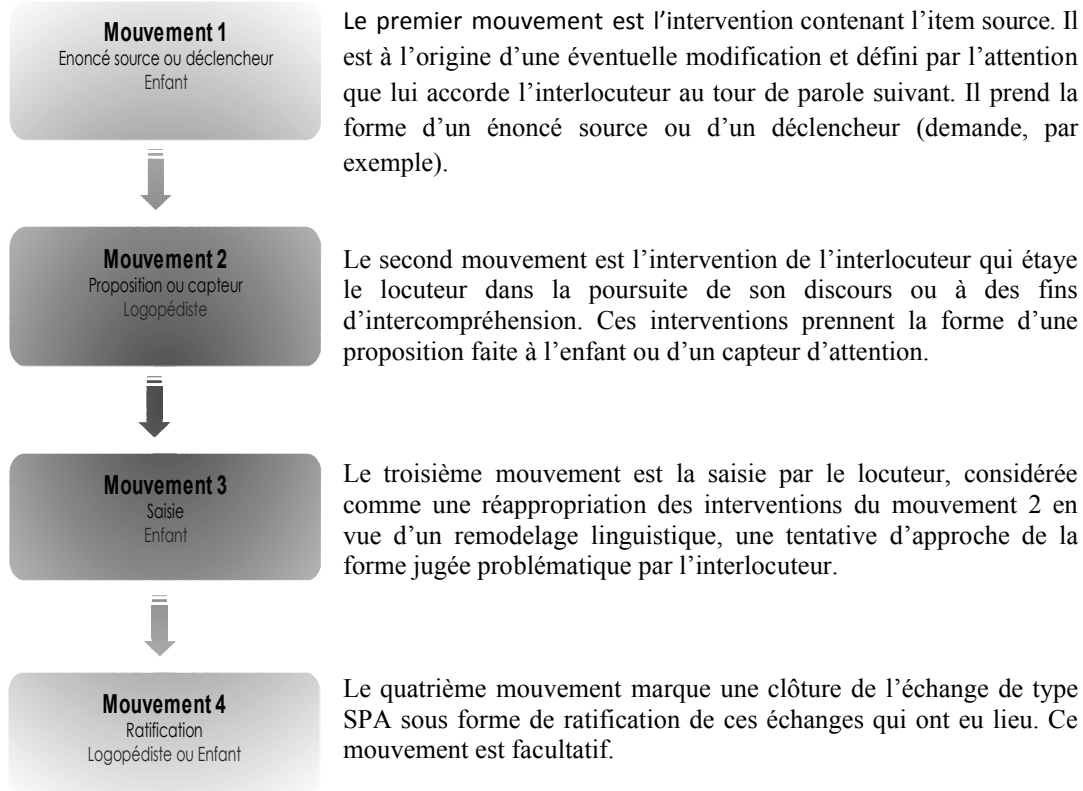 Mouvement 1
Enoncé source ou déclencheur
Enfant
Le premier mouvement est l'intervention contenant l'item source. Il
est à l'origine d'une éventuelle modification et défini par l'attention
que lui accorde l'interlocuteur au tour de parole suivant. Il prend la
forme d'un énoncé source ou d'un déclencheur (demande, par
exemple).
Mouvement 2
Proposition ou capteur
Logopédiste
Le second mouvement est l'intervention de l'interlocuteur qui étaye
le locuteur dans la poursuite de son discours ou à des fins
d'intercompréhension. Ces interventions prennent la forme d'une
proposition faite à l'enfant ou d'un capteur d'attention.
Mouvement 3
Saisie
Enfant
Le troisième mouvement est la saisie par le locuteur, considérée
comme une réappropriation des interventions du mouvement 2 en
vue d'un remodelage linguistique, une tentative d'approche de la
forme jugée problématique par l'interlocuteur.
Mouvement 4
Ratification
Logopédiste ou Enfant
Le quatrième mouvement marque une clôture de l'échange de type
SPA sous forme de ratification de ces échanges qui ont eu lieu. Ce
mouvement est facultatif.